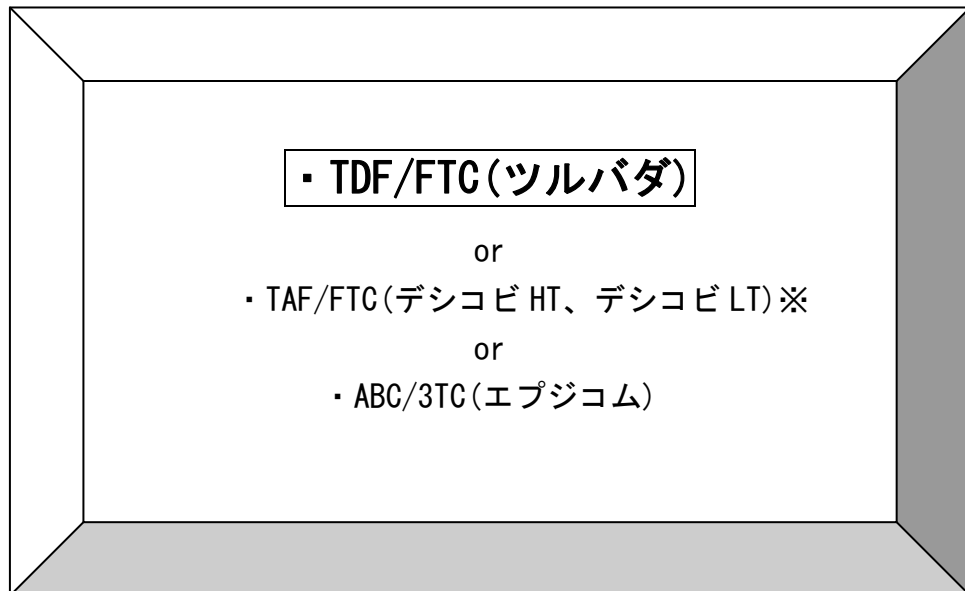 ・TDF/FTC(ツルバダ)
or
・TAF/FTC(デシコビ HT、デシコビ LT)※
or
・ABC/3TC(エプジコム)